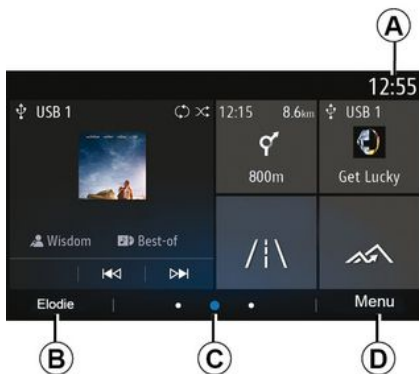 A
12:55
USB 1
12:15 8.6km
USB 1
800m
Get Lucky
Wisdom Best-of
Elodie
Menu
B C D